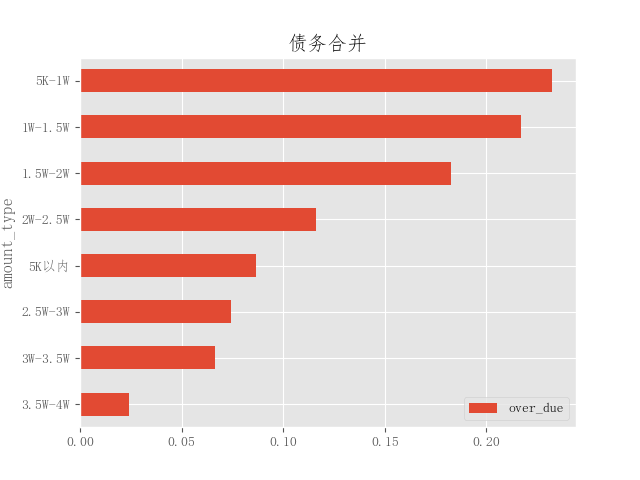 债务合并
amount_type
5K-1W
1W-1.5W
1.5W-2W
2W-2.5W
5K以内
2.5W-3W
3W-3.5W
3.5W-4W
over_due
0.00 0.05 0.10 0.15 0.20